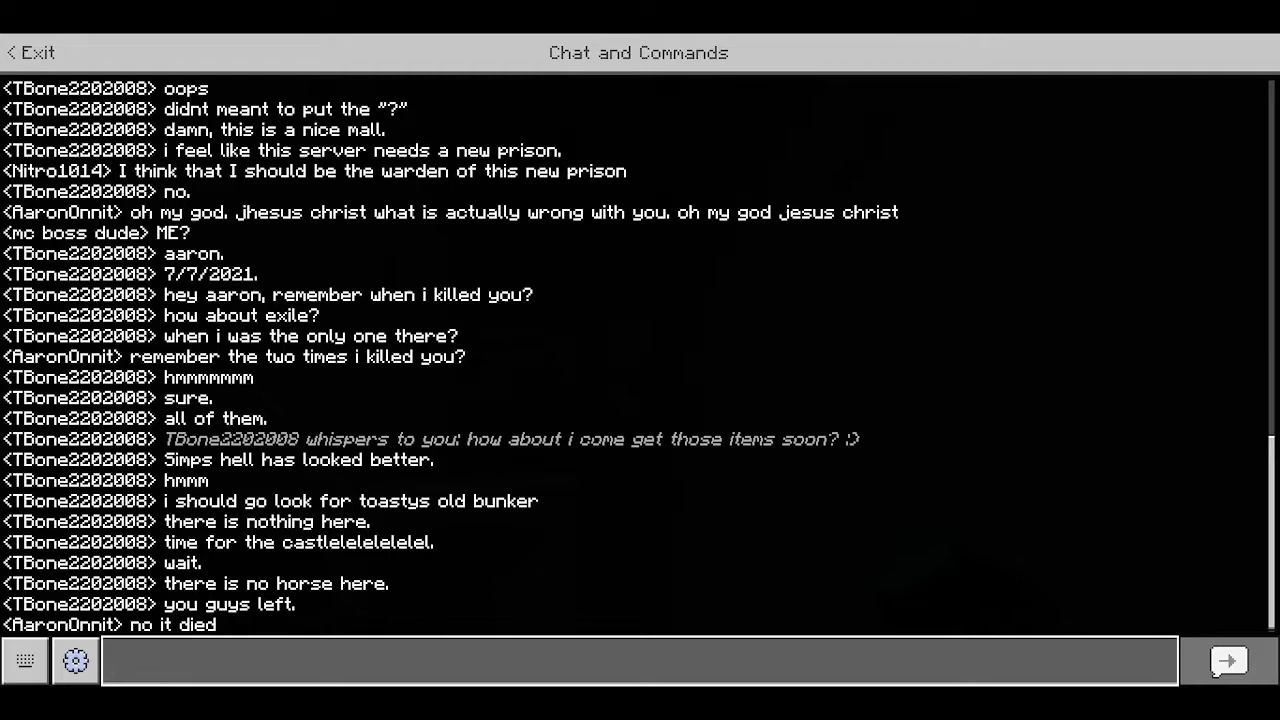 < Exit
Chat and Commands
<TBone2202008> oops
<TBone2202008> didnt meant to put the "?"
<TBone2202008> damn, this is a nice mall.
<TBone2202008> i feel like this server needs a new prison.
<Nitro1014> I think that I should be the warden of this new prison
<TBone2202008> no.
<AaronOnnit> oh my god. jhesus christ what is actually wrong with you. oh my god jesus christ
<mc boss dude> ME?
<TBone2202008> aaron.
<TBone2202008> 7/7/2021.
<TBone2202008> hey aaron, remember when i killed you?
<TBone2202008> how about exile?
<TBone2202008> when i was the only one there?
<AaronOnnit> remember the two times i killed you?
<TBone2202008> hmmmmmmm
<TBone2202008> sure.
<TBone2202008> all of them.
<TBone2202008> TBone2202008 whispers to you: how about i come get those items soon? :)
<TBone2202008> Simps hell has looked better.
<TBone2202008> hmmm
<TBone2202008> i should go look for toastys old bunker
<TBone2202008> there is nothing here.
<TBone2202008> time for the castlelelelelelel.
<TBone2202008> wait.
<TBone2202008> there is no horse here.
<TBone2202008> you guys left.
<AaronOnnit> no it died